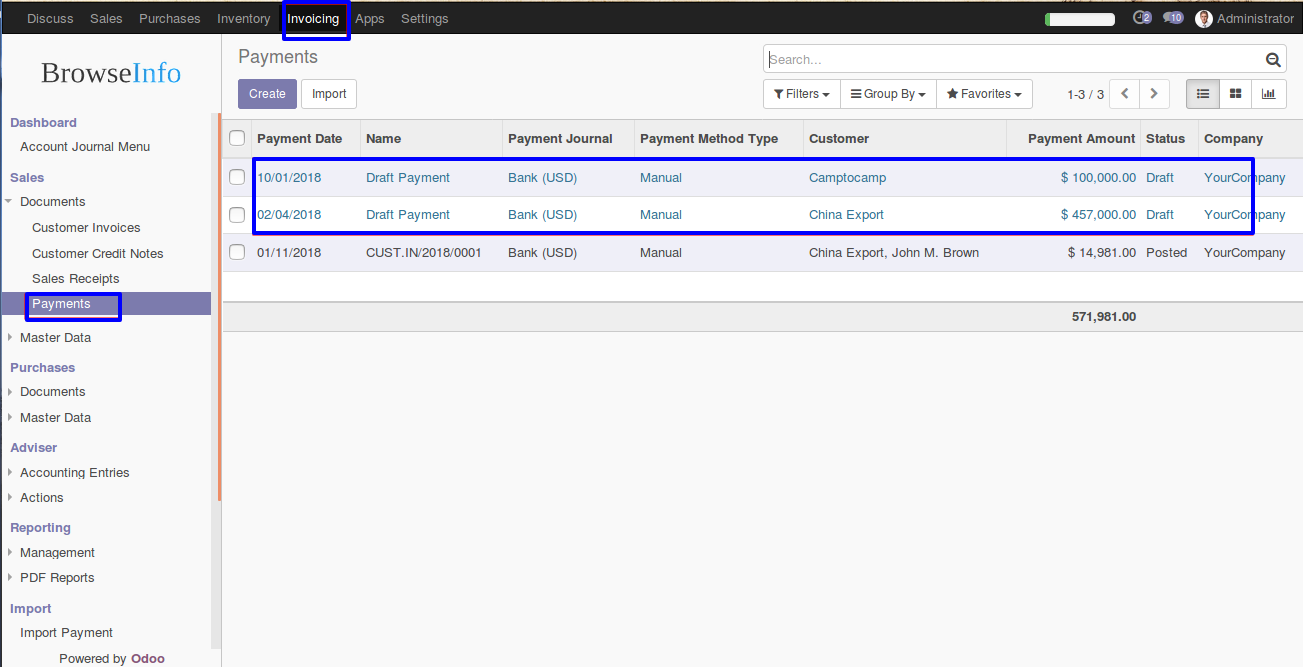 Discuss Sales Purchases Inventory Invoicing Apps Settings 2 10 Administrator
BrowseInfo
Dashboard
Account Journal Menu
Sales
Documents
Customer Invoices
Customer Credit Notes
Sales Receipts
Payments
Master Data
Purchases
Documents
Master Data
Adviser
Accounting Entries
Actions
Reporting
Management
PDF Reports
Import
Import Payment
Powered by Odoo
Payments
Search...
Create Import
Filters Group By Favorites 1-3 / 3
Payment Date Name Payment Journal Payment Method Type Customer Payment Amount Status Company
10/01/2018 Draft Payment Bank (USD) Manual Camptocamp $ 100,000.00 Draft YourCompany
02/04/2018 Draft Payment Bank (USD) Manual China Export $ 457,000.00 Draft YourCompany
01/11/2018 CUST.IN/2018/0001 Bank (USD) Manual China Export, John M. Brown $ 14,981.00 Posted YourCompany
571,981.00